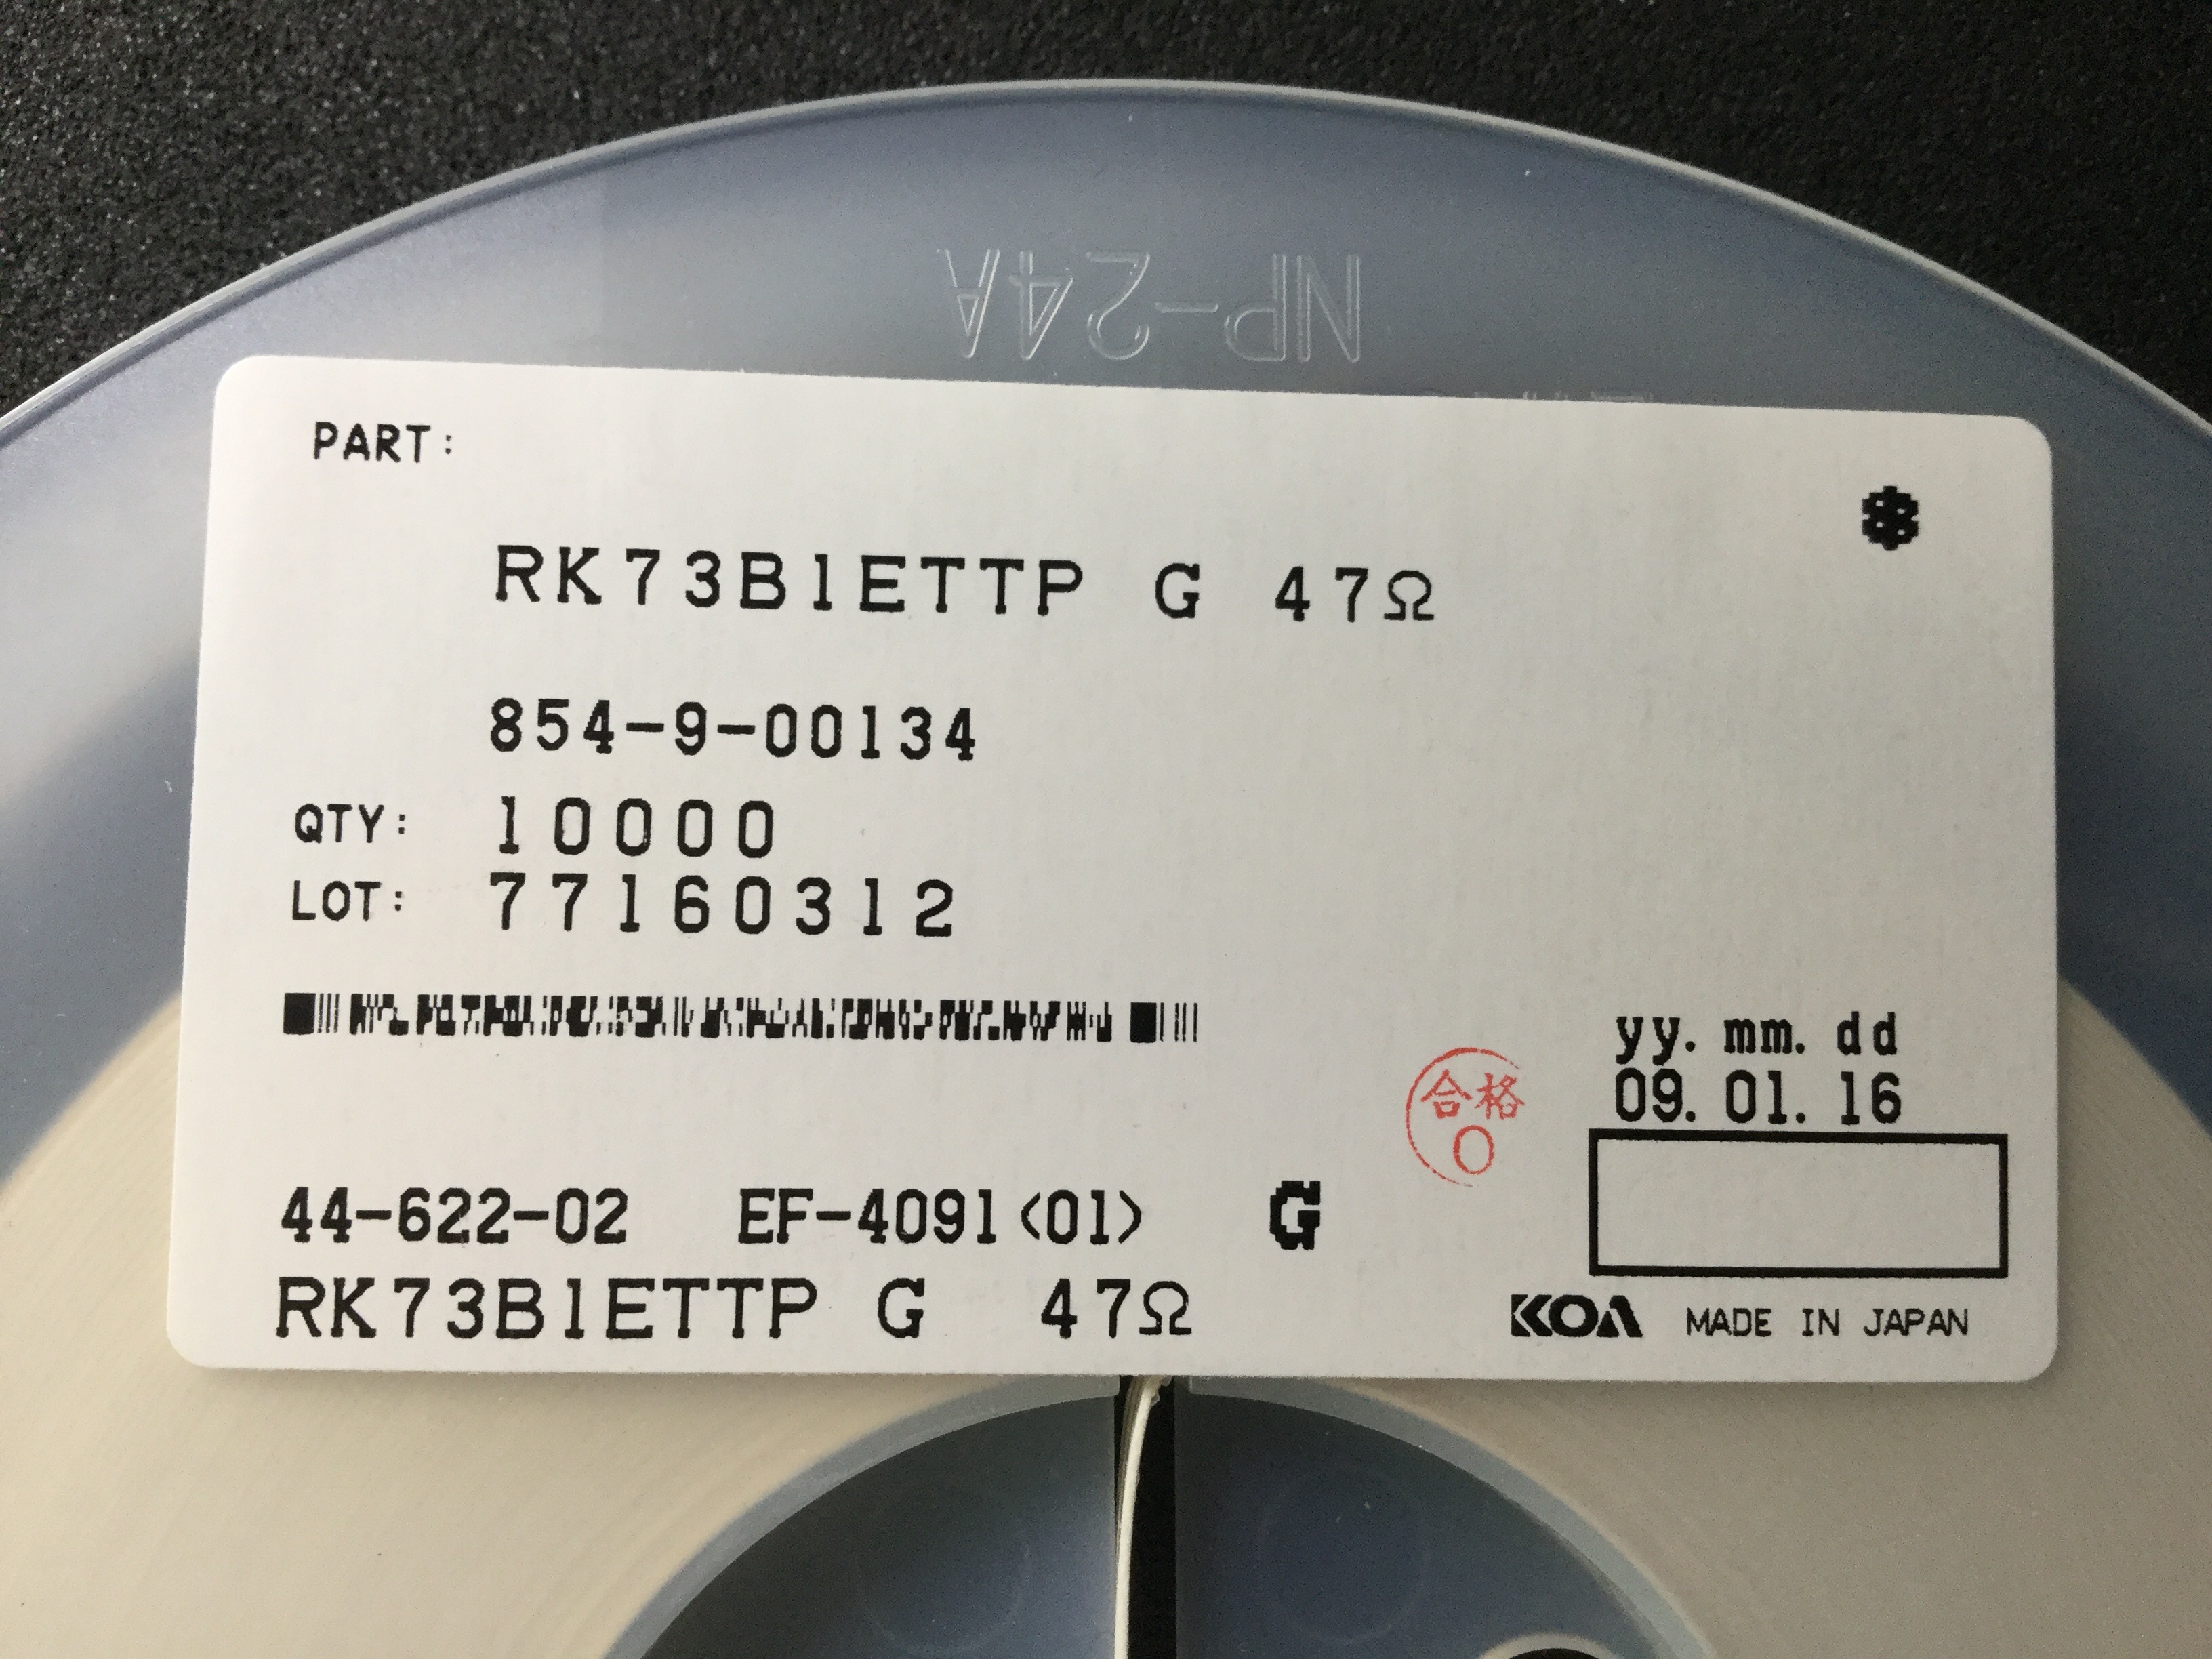 NP-24A
PART:
RK73B1ETTP G 47Ω
854-9-00134
QTY: 10000
LOT: 77160312
yy. mm. dd
09. 01. 16
合格
O
44-622-02 EF-4091<01> G
RK73B1ETTP G 47Ω
KOA MADE IN JAPAN